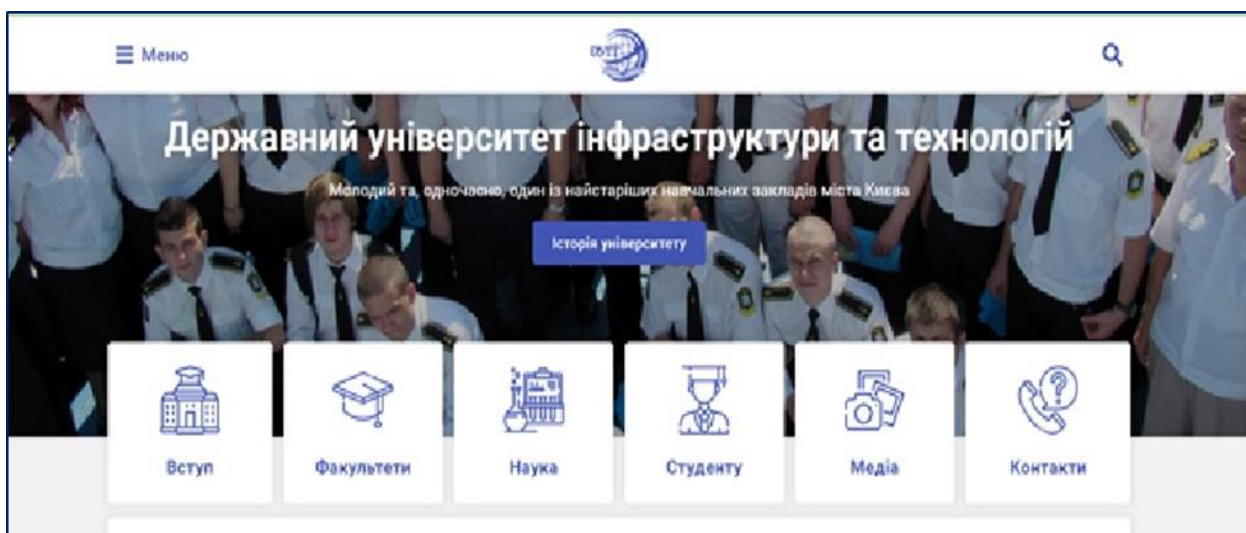 Меню
Державний університет інфраструктури та технологій
Молодий та, одночасно, один із найстаріших навчальних закладів міста Києва
Історія університету
Вступ
Факультети
Наука
Студенту
Медіа
Контакти